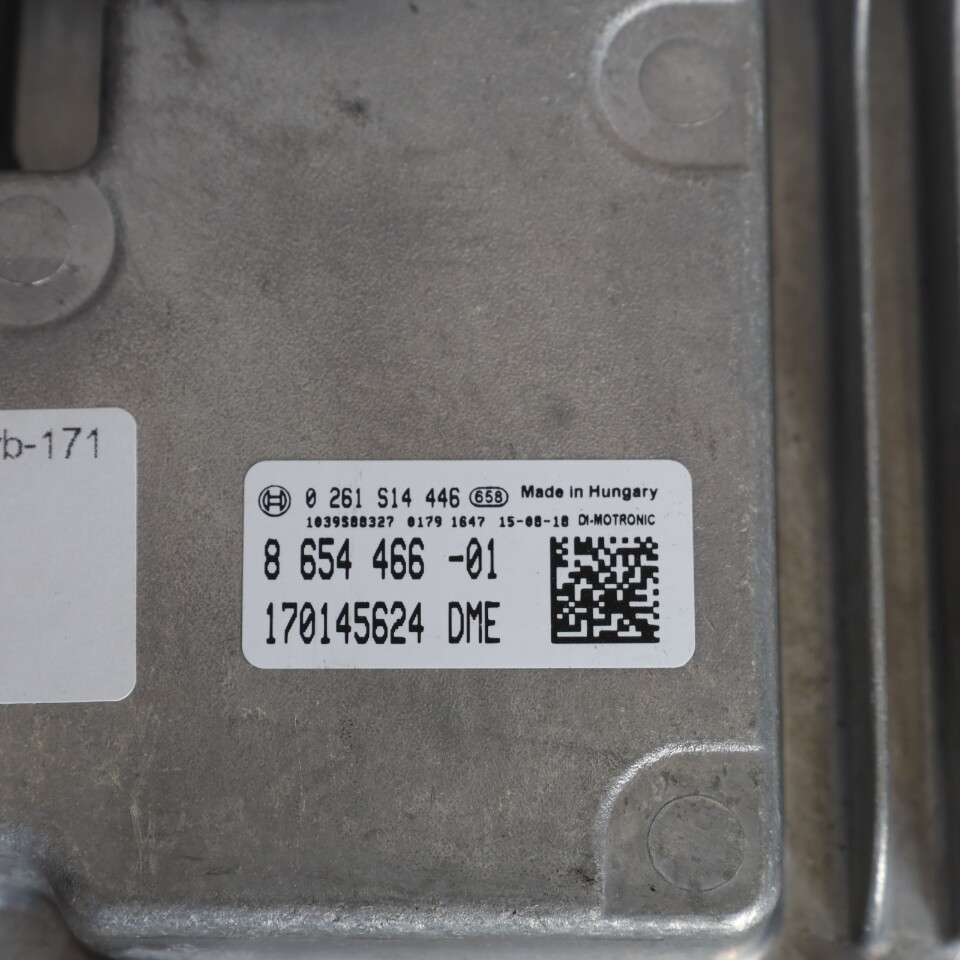 b-171
0 261 S14 446 658 Made in Hungary
1039S88327 0179 1647 15-08-18 DI-MOTRONIC
8 654 466 -01
170145624 DME